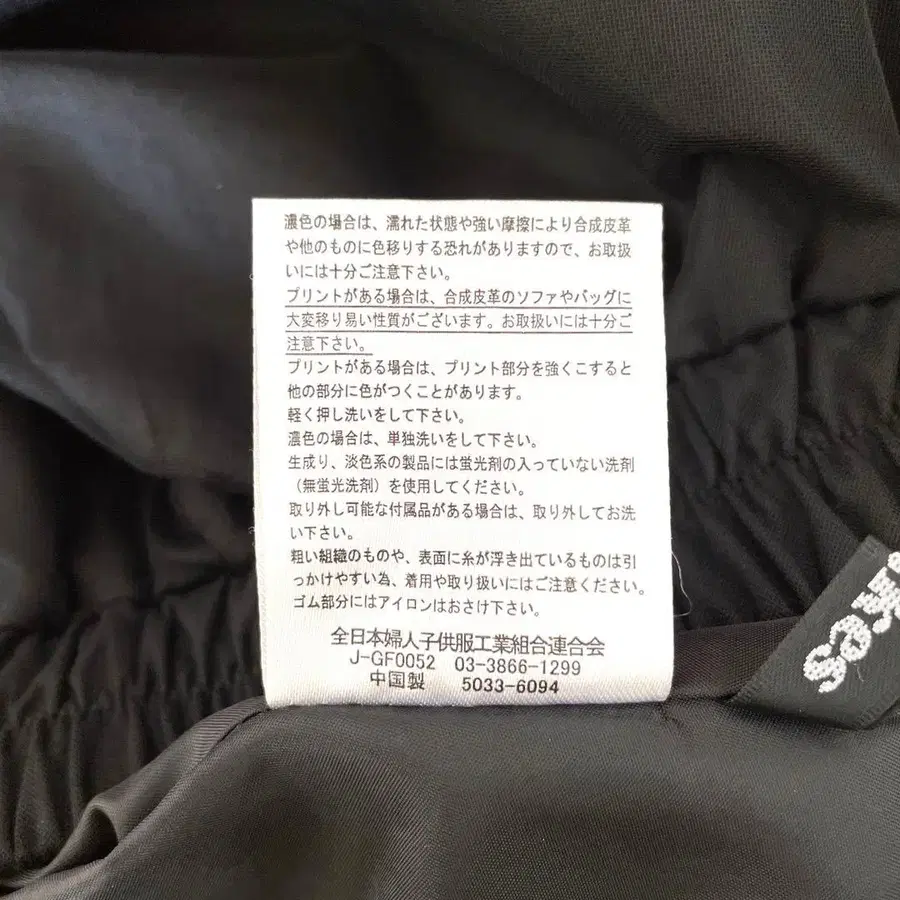 濃色の場合は、濡れた状態や強い摩擦により合成皮革
や他のものに色移りする恐れがありますので、お取扱
いには十分ご注意下さい。
プリントがある場合は、合成皮革のソファやバッグに
大変移り易い性質がございます。お取扱いには十分ご
注意下さい。
プリントがある場合は、プリント部分を強くこすると
他の部分に色がつくことがあります。
軽く押し洗いをして下さい。
濃色の場合は、単独洗いをして下さい。
生成り、淡色系の製品には蛍光剤の入っていない洗剤
（無蛍光洗剤）を使用してください。
取り外し可能な付属品がある場合は、取り外してお洗
い下さい。
粗い組織のものや、表面に糸が浮き出ているものは引
っかけやすい為、着用や取り扱いにはご注意ください。
ゴム部分にはアイロンはおさけ下さい。
全日本婦人子供服工業組合連合会
J-GF0052 03-3866-1299
中国製 5033-6094